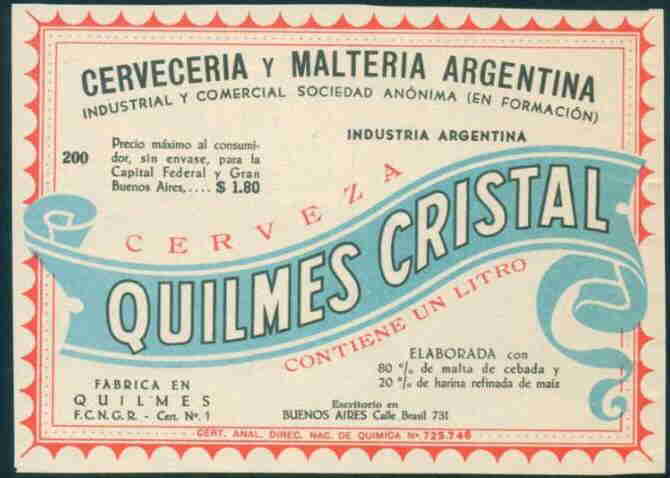 CERVECERIA Y MALTERIA ARGENTINA
INDUSTRIAL Y COMERCIAL SOCIEDAD ANÓNIMA (EN FORMACIÓN)
INDUSTRIA ARGENTINA
200
Precio máximo al consumi-
dor, sin envase, para la
Capital Federal y Gran
Buenos Aires,.... $ 1.80
CERVEZA
QUILMES CRISTAL
CONTIENE UN LITRO
ELABORADA con
80 % de malta de cebada y
20 % de harina refinada de maiz
FÁBRICA EN
QUILMES
F.C.N.G.R. - Cert. Nº. 1
Escritorio en
BUENOS AIRES Calle Brasil 731
CERT. ANAL. DIREC. NAC. DE QUIMICA Nº 725.746